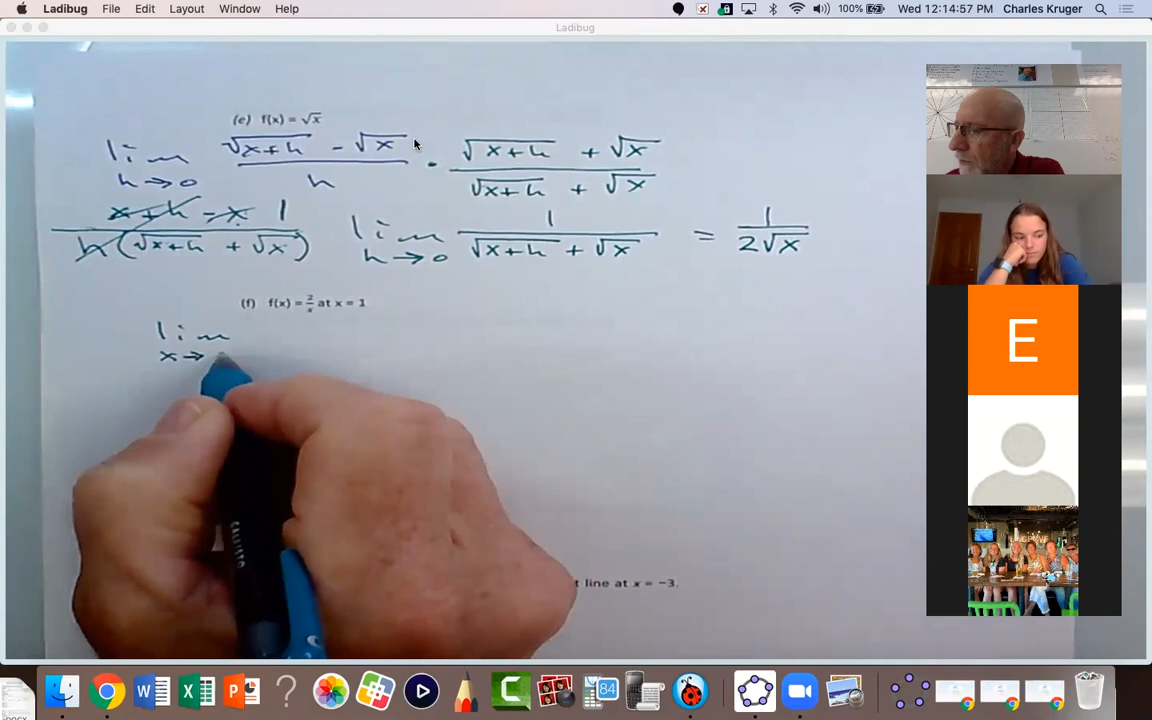 Ladibug File Edit Layout Window Help 100% Wed 12:14:57 PM Charles Kruger
Ladibug
(e) f(x) = √x
lim h→0 (√(x+h) - √x)/h · (√(x+h) + √x)/(√(x+h) + √x)
(x+h-x)/(h(√(x+h) + √x)) 1 lim h→0 1/(√(x+h) + √x) = 1/(2√x)
(f) f(x) = 2/x at x = 1
lim
x→
E
t line at x = −3.
W X P ? C 84